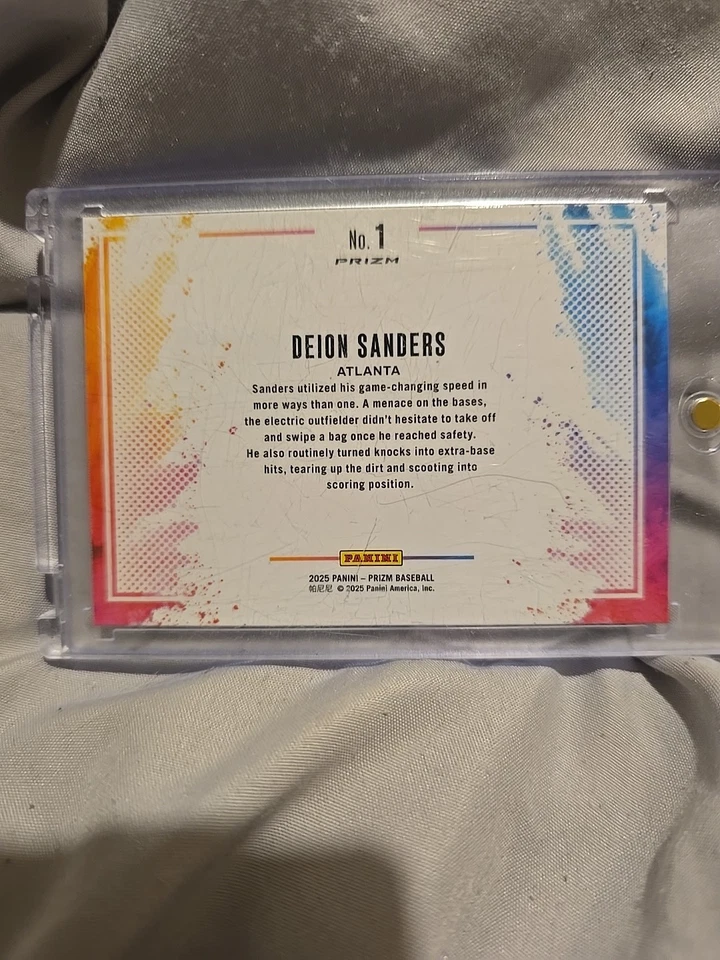 No. 1
PRIZM
DEION SANDERS
ATLANTA
Sanders utilized his game-changing speed in
more ways than one. A menace on the bases,
the electric outfielder didn't hesitate to take off
and swipe a bag once he reached safety.
He also routinely turned knocks into extra-base
hits, tearing up the dirt and scooting into
scoring position.
PANINI
2025 PANINI – PRIZM BASEBALL
帕尼尼 © 2025 Panini America, Inc.